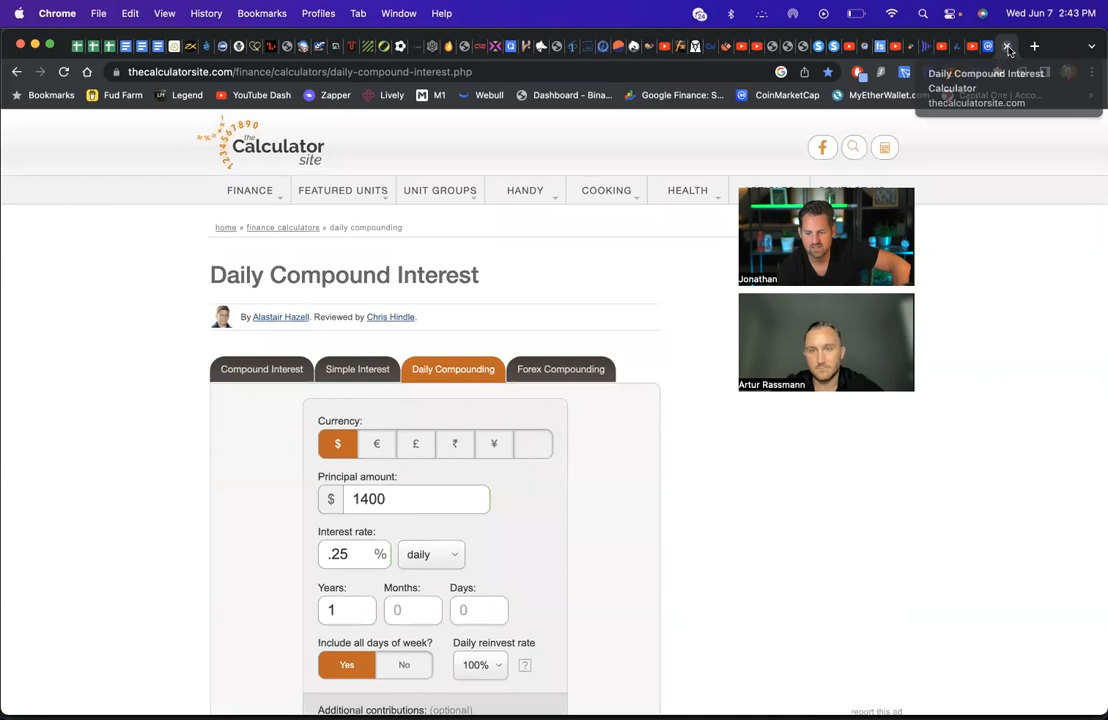 Chrome File Edit View History Bookmarks Profiles Tab Window Help Wed Jun 7 2:43 PM
thecalculatorsite.com/finance/calculators/daily-compound-interest.php
Bookmarks Fud Farm Legend YouTube Dash Zapper Lively M1 Webull Dashboard - Bina... Google Finance: S... CoinMarketCap MyEtherWallet.com
Daily Compound Interest
Calculator
thecalculatorsite.com
1234567890
the
Calculator
site
FINANCE FEATURED UNITS UNIT GROUPS HANDY COOKING HEALTH
home » finance calculators » daily compounding
Jonathan
Artur Rassmann
Daily Compound Interest
By Alastair Hazell. Reviewed by Chris Hindle.
Compound Interest Simple Interest Daily Compounding Forex Compounding
Currency:
$ € £ ₹ ¥
Principal amount:
$ 1400
Interest rate:
.25 % daily
Years: Months: Days:
1 0 0
Include all days of week? Daily reinvest rate
Yes No 100% ?
Additional contributions: (optional)
report this ad